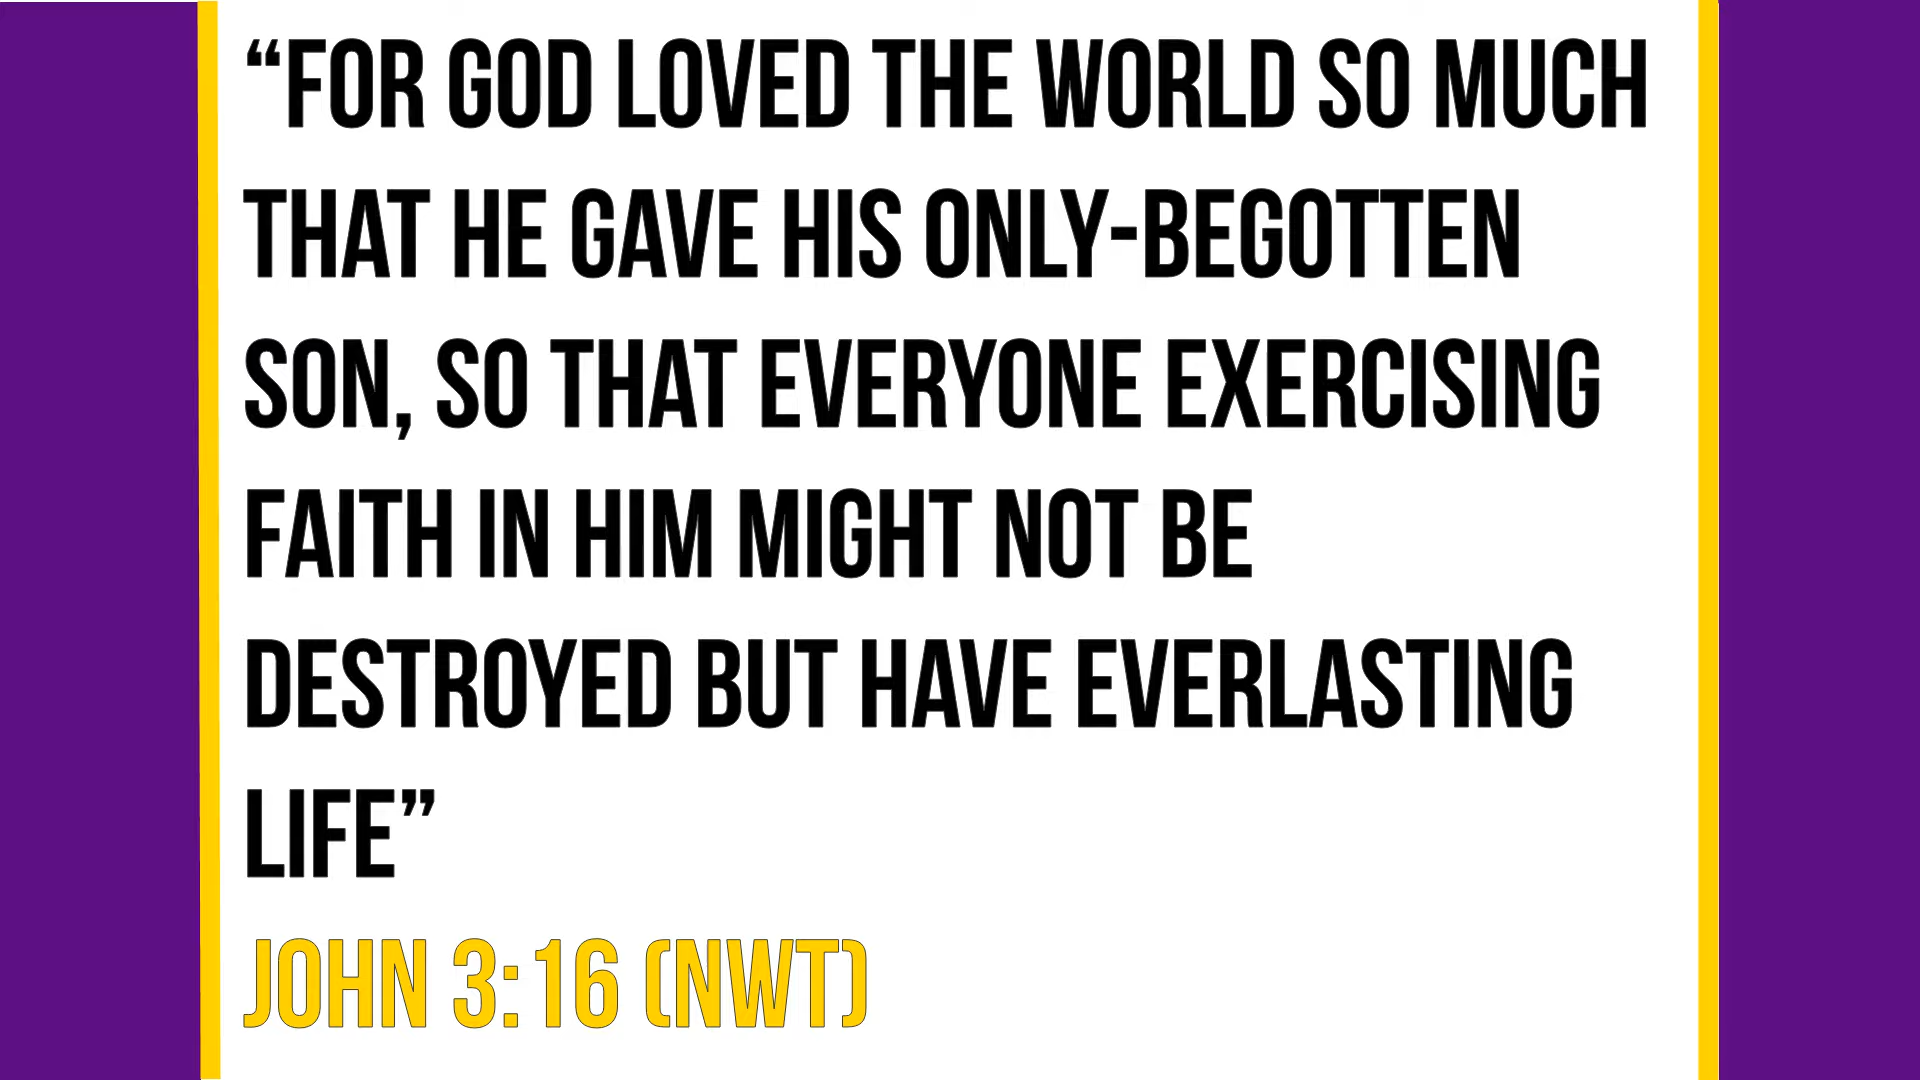 “FOR GOD LOVED THE WORLD SO MUCH
THAT HE GAVE HIS ONLY-BEGOTTEN
SON, SO THAT EVERYONE EXERCISING
FAITH IN HIM MIGHT NOT BE
DESTROYED BUT HAVE EVERLASTING
LIFE”
JOHN 3:16 (NWT)